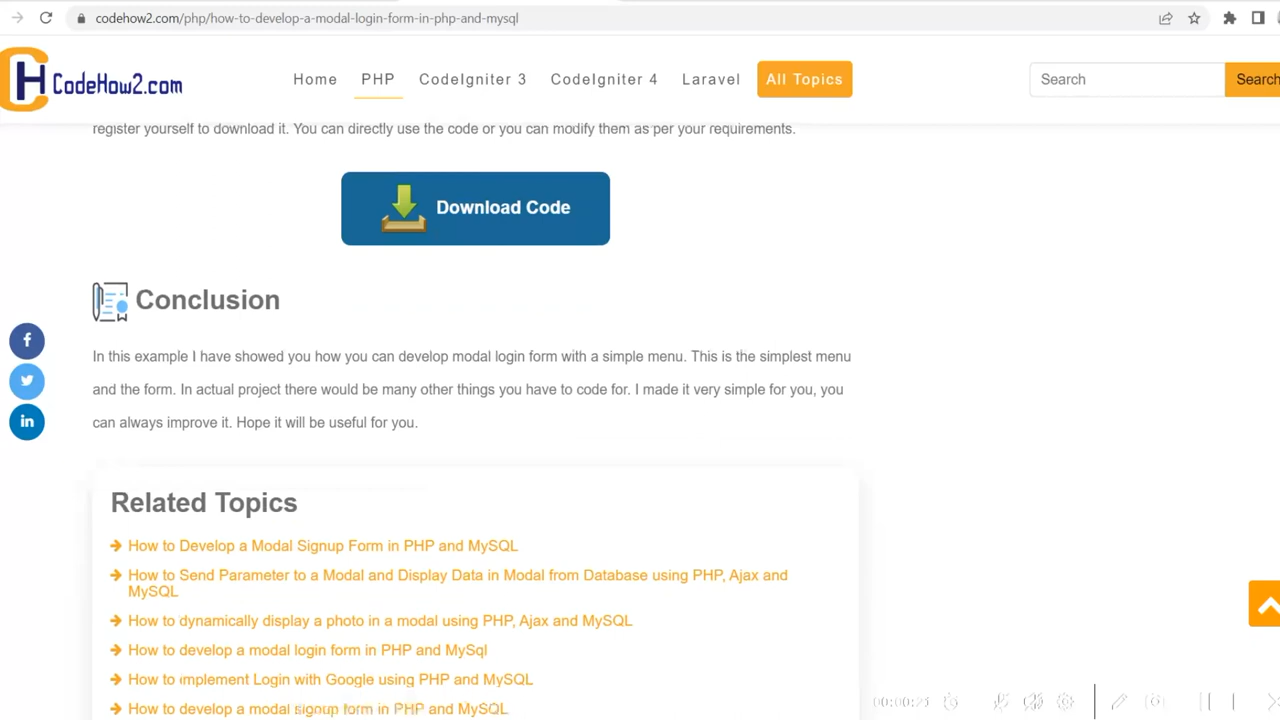 codehow2.com/php/how-to-develop-a-modal-login-form-in-php-and-mysql
CH CodeHow2.com
Home PHP CodeIgniter 3 CodeIgniter 4 Laravel All Topics Search Search
register yourself to download it. You can directly use the code or you can modify them as per your requirements.
Download Code
Conclusion
In this example I have showed you how you can develop modal login form with a simple menu. This is the simplest menu
and the form. In actual project there would be many other things you have to code for. I made it very simple for you, you
can always improve it. Hope it will be useful for you.
Related Topics
How to Develop a Modal Signup Form in PHP and MySQL
How to Send Parameter to a Modal and Display Data in Modal from Database using PHP, Ajax and
MySQL
How to dynamically display a photo in a modal using PHP, Ajax and MySQL
How to develop a modal login form in PHP and MySql
How to implement Login with Google using PHP and MySQL
How to develop a modal signup form in PHP and MySQL